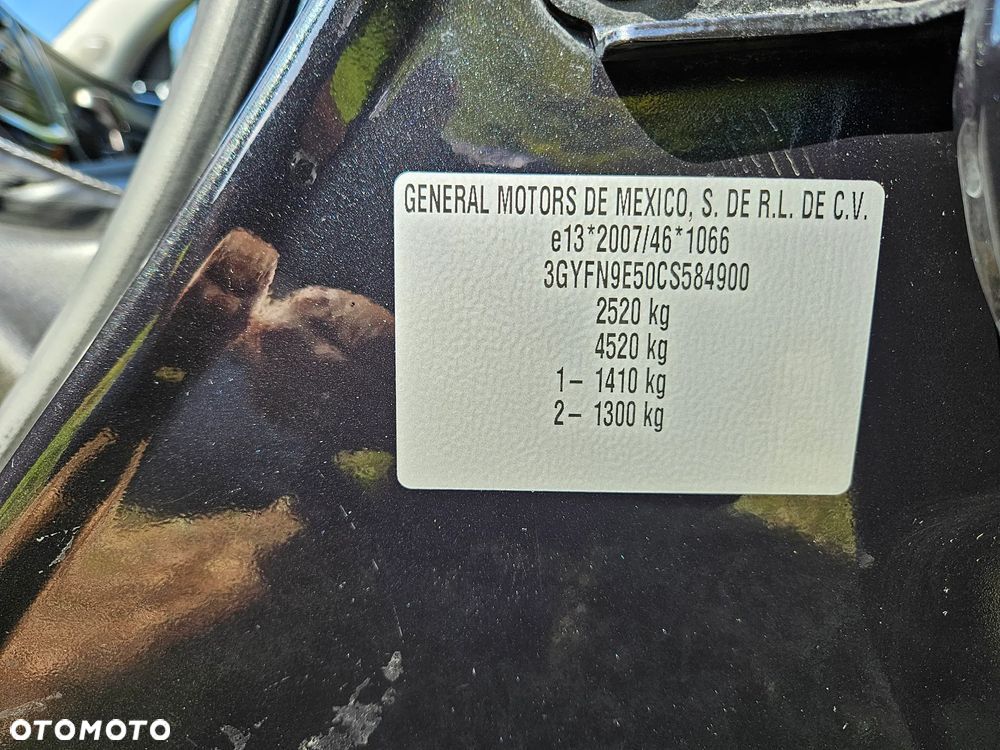 GENERAL MOTORS DE MEXICO, S. DE R.L. DE C.V.
e13*2007/46*1066
3GYFN9E50CS584900
2520 kg
4520 kg
1– 1410 kg
2– 1300 kg
OTOMOTO